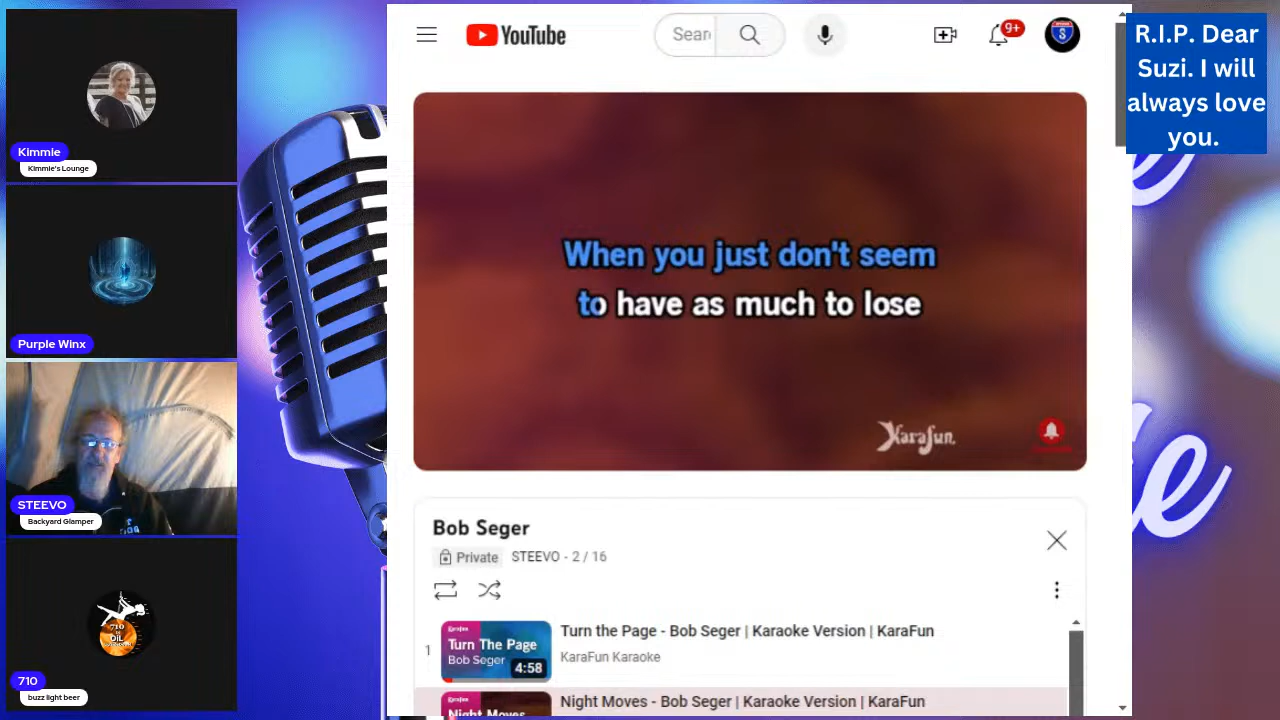 Kimmie
Kimmie's Lounge
Purple Winx
STEEVO
Backyard Glamper
710
buzz light beer
YouTube
Sear
9+
S
R.I.P. Dear
Suzi. I will
always love
you.
When you just don't seem
to have as much to lose
KaraFun
Bob Seger
Private
STEEVO - 2 / 16
1
Turn The Page
Bob Seger
4:58
Turn the Page - Bob Seger | Karaoke Version | KaraFun
KaraFun Karaoke
Night Moves
Night Moves - Bob Seger | Karaoke Version | KaraFun